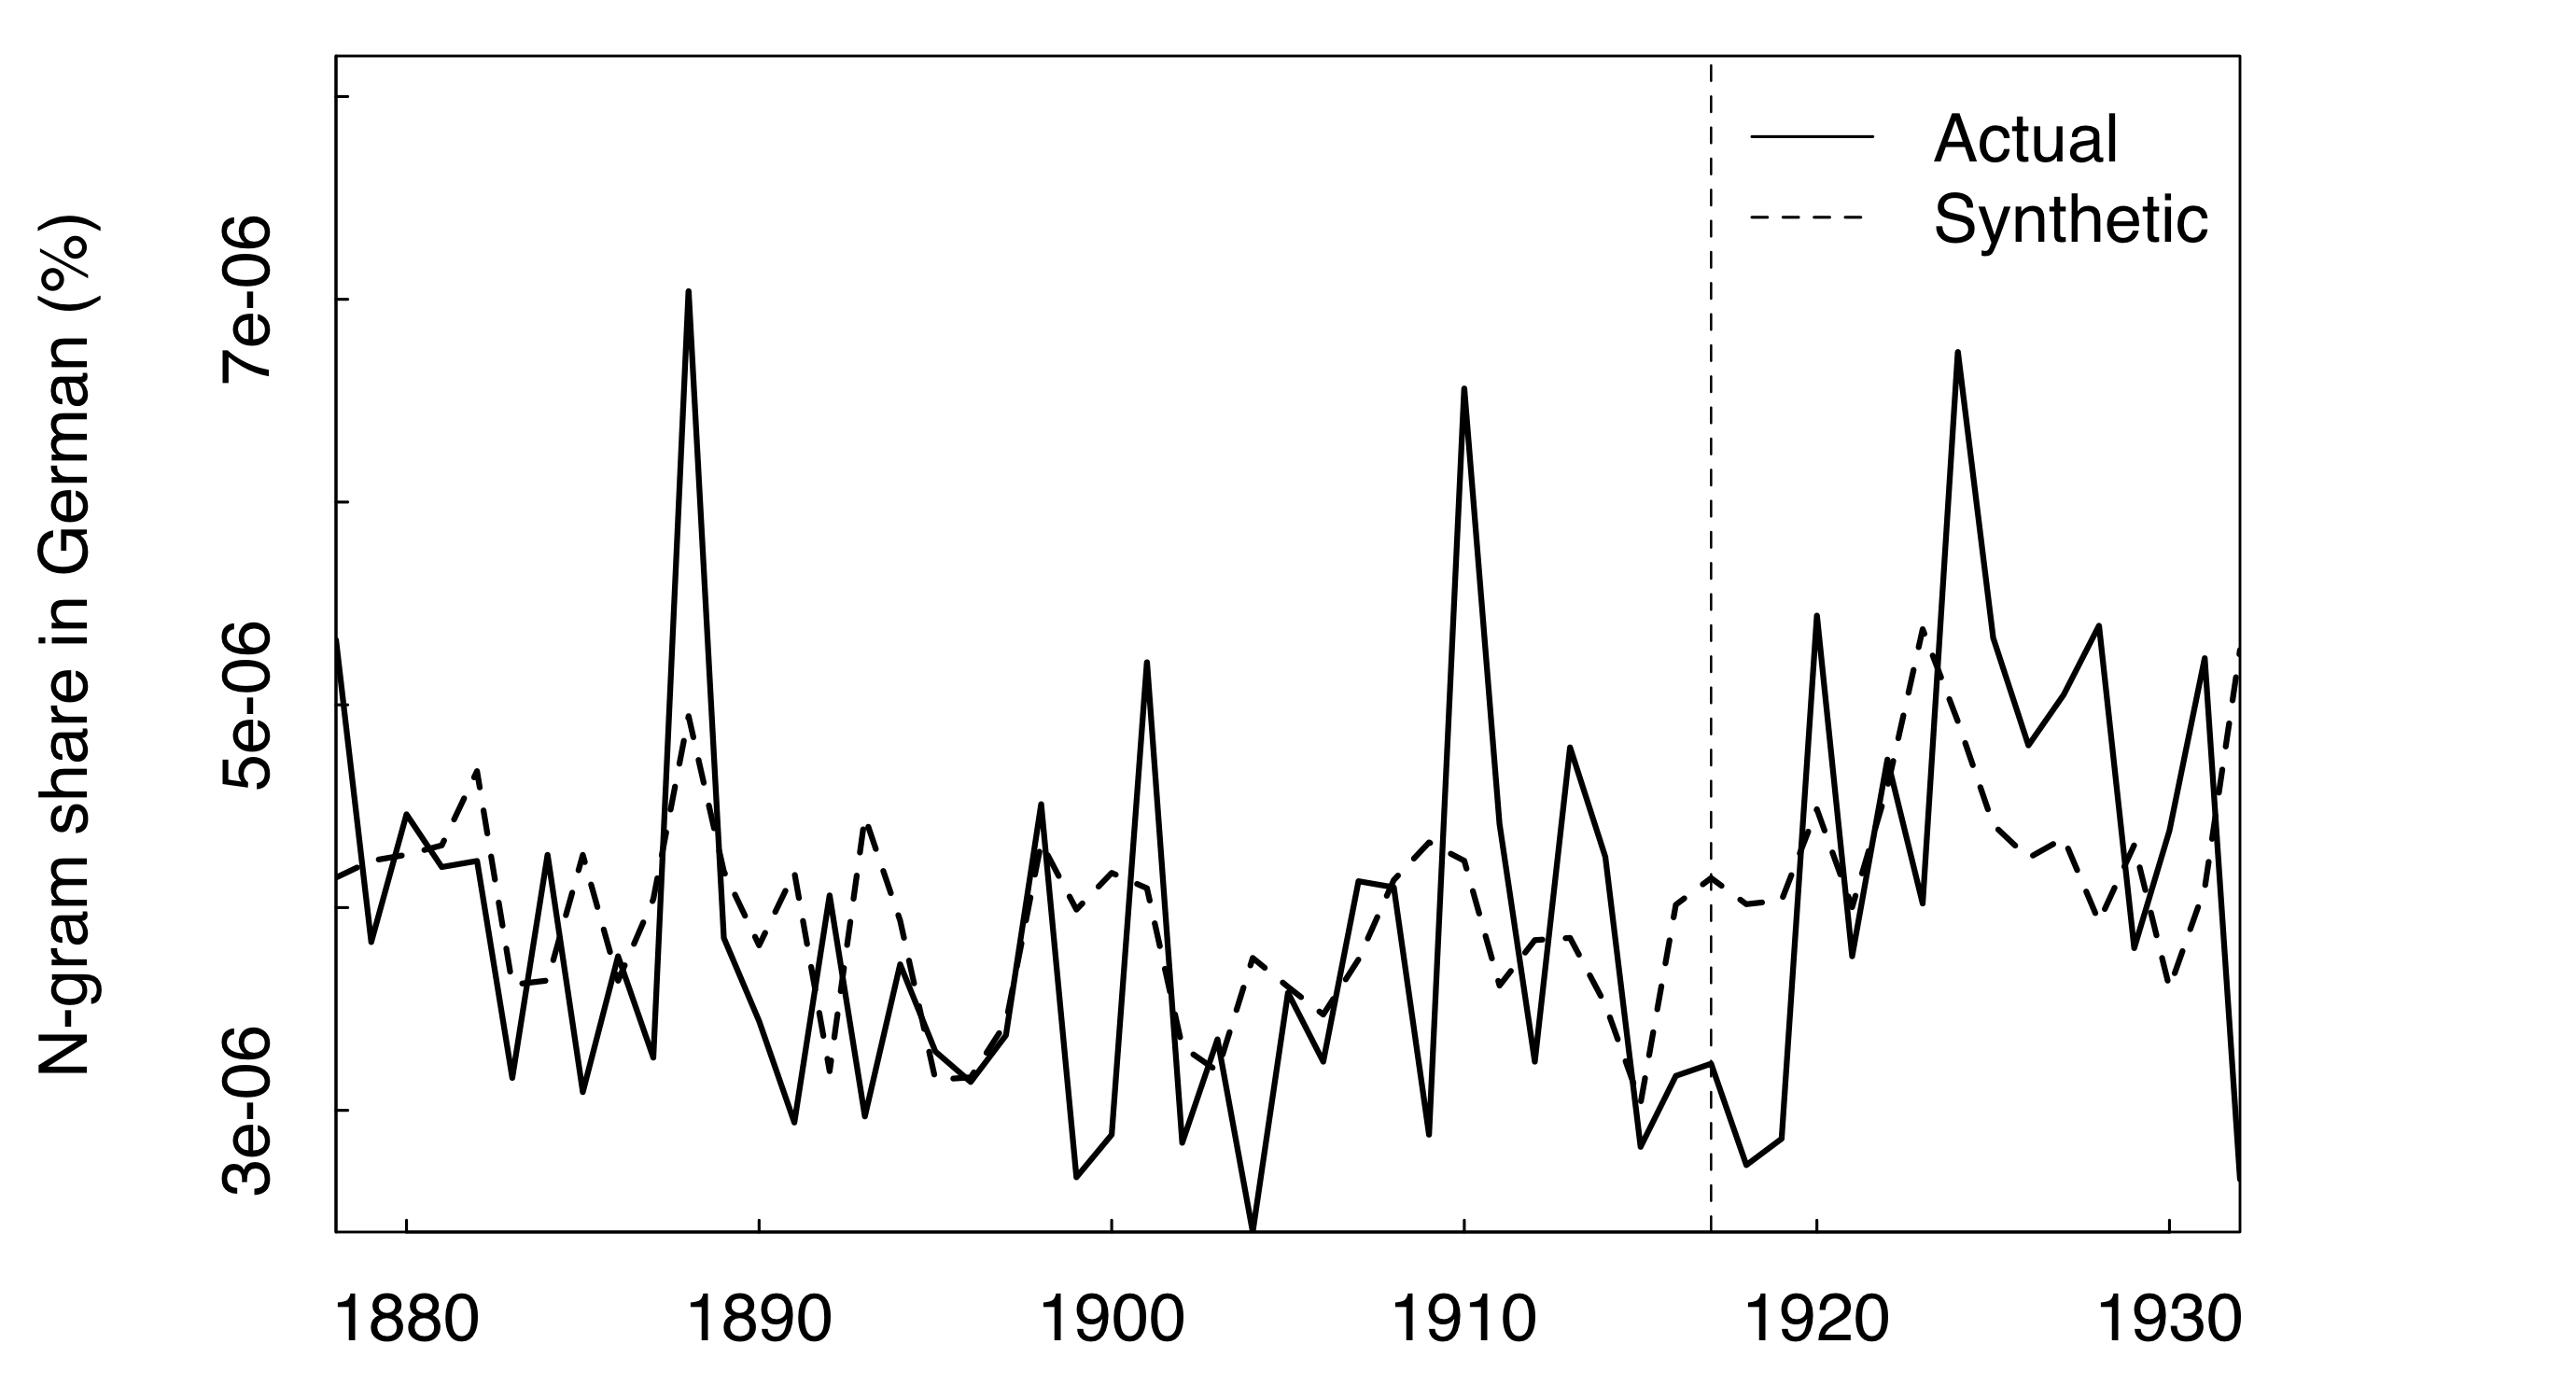 N-gram share in German (%)
7e-06
5e-06
3e-06
Actual
Synthetic
1880 1890 1900 1910 1920 1930